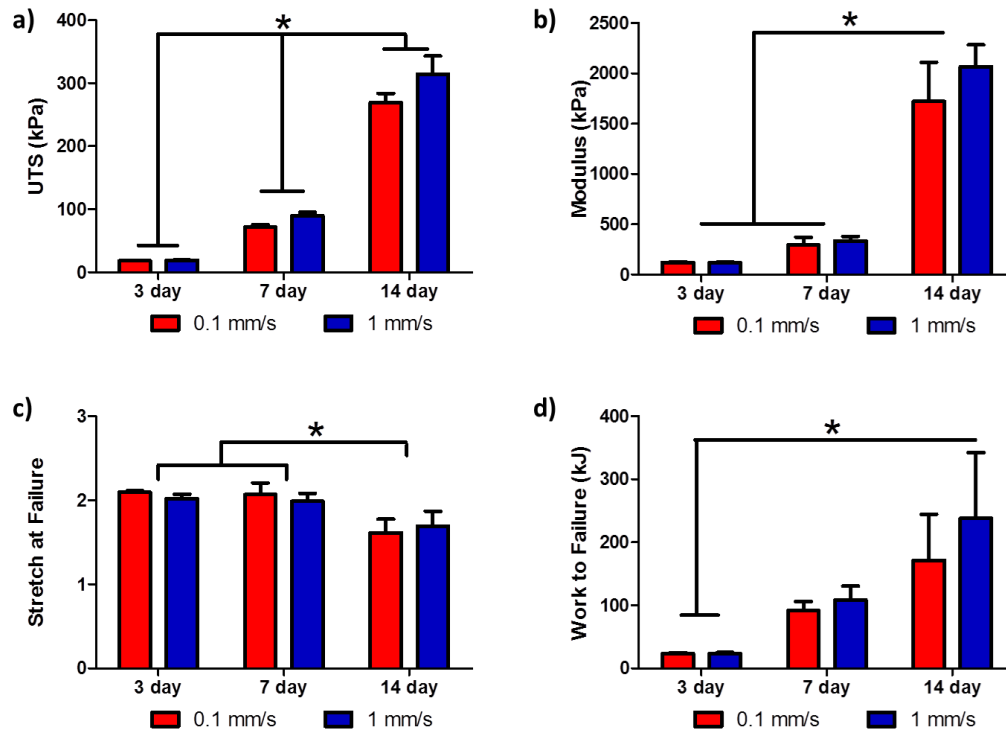 a)
*
UTS (kPa)
400
300
200
100
0
3 day 7 day 14 day
0.1 mm/s 1 mm/s
b)
*
Modulus (kPa)
2500
2000
1500
1000
500
0
3 day 7 day 14 day
0.1 mm/s 1 mm/s
c)
*
Stretch at Failure
3
2
1
0
3 day 7 day 14 day
0.1 mm/s 1 mm/s
d)
*
Work to Failure (kJ)
400
300
200
100
0
3 day 7 day 14 day
0.1 mm/s 1 mm/s